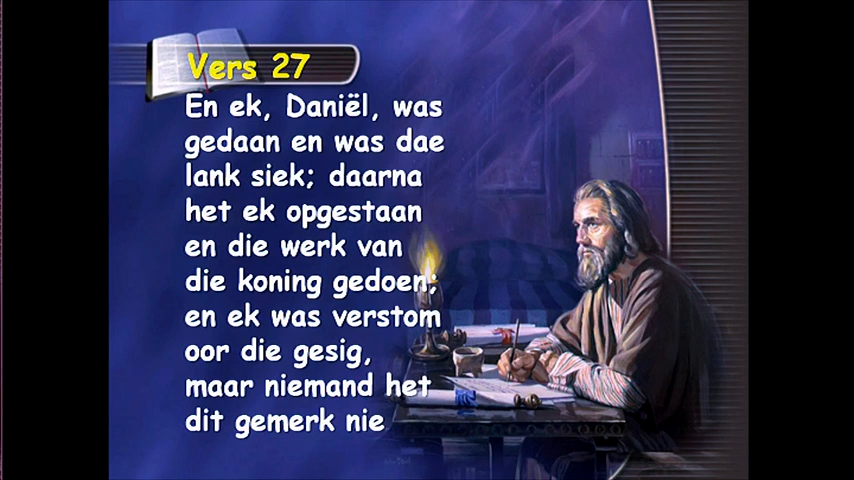 Vers 27
En ek, Daniël, was
gedaan en was dae
lank siek; daarna
het ek opgestaan
en die werk van
die koning gedoen;
en ek was verstom
oor die gesig,
maar niemand het
dit gemerk nie